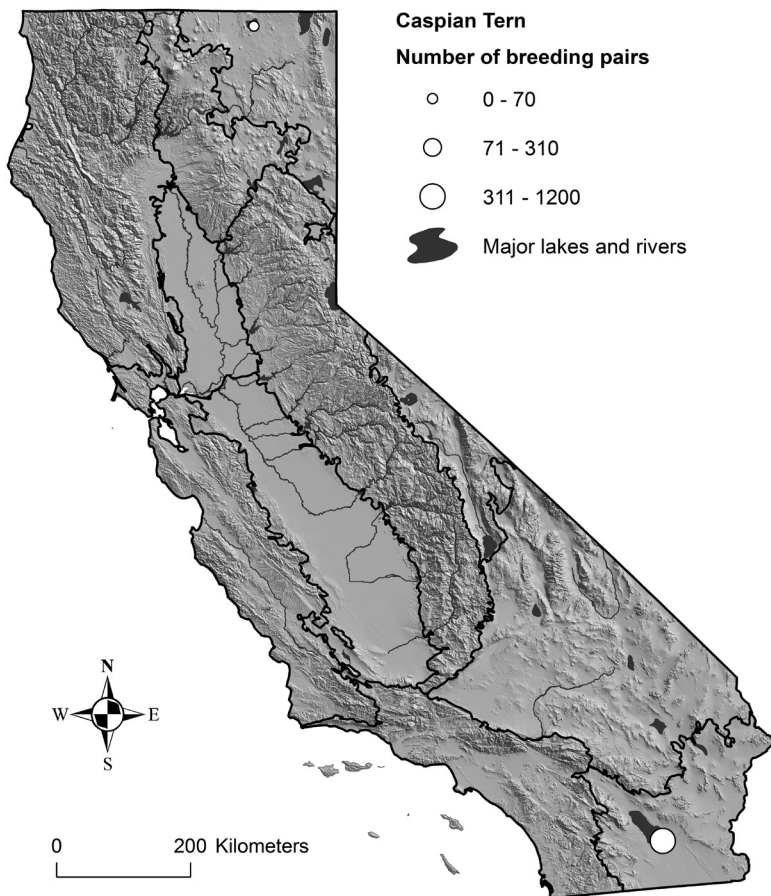 Caspian Tern
Number of breeding pairs
0 - 70
71 - 310
311 - 1200
Major lakes and rivers
N
W E
S
0 200 Kilometers